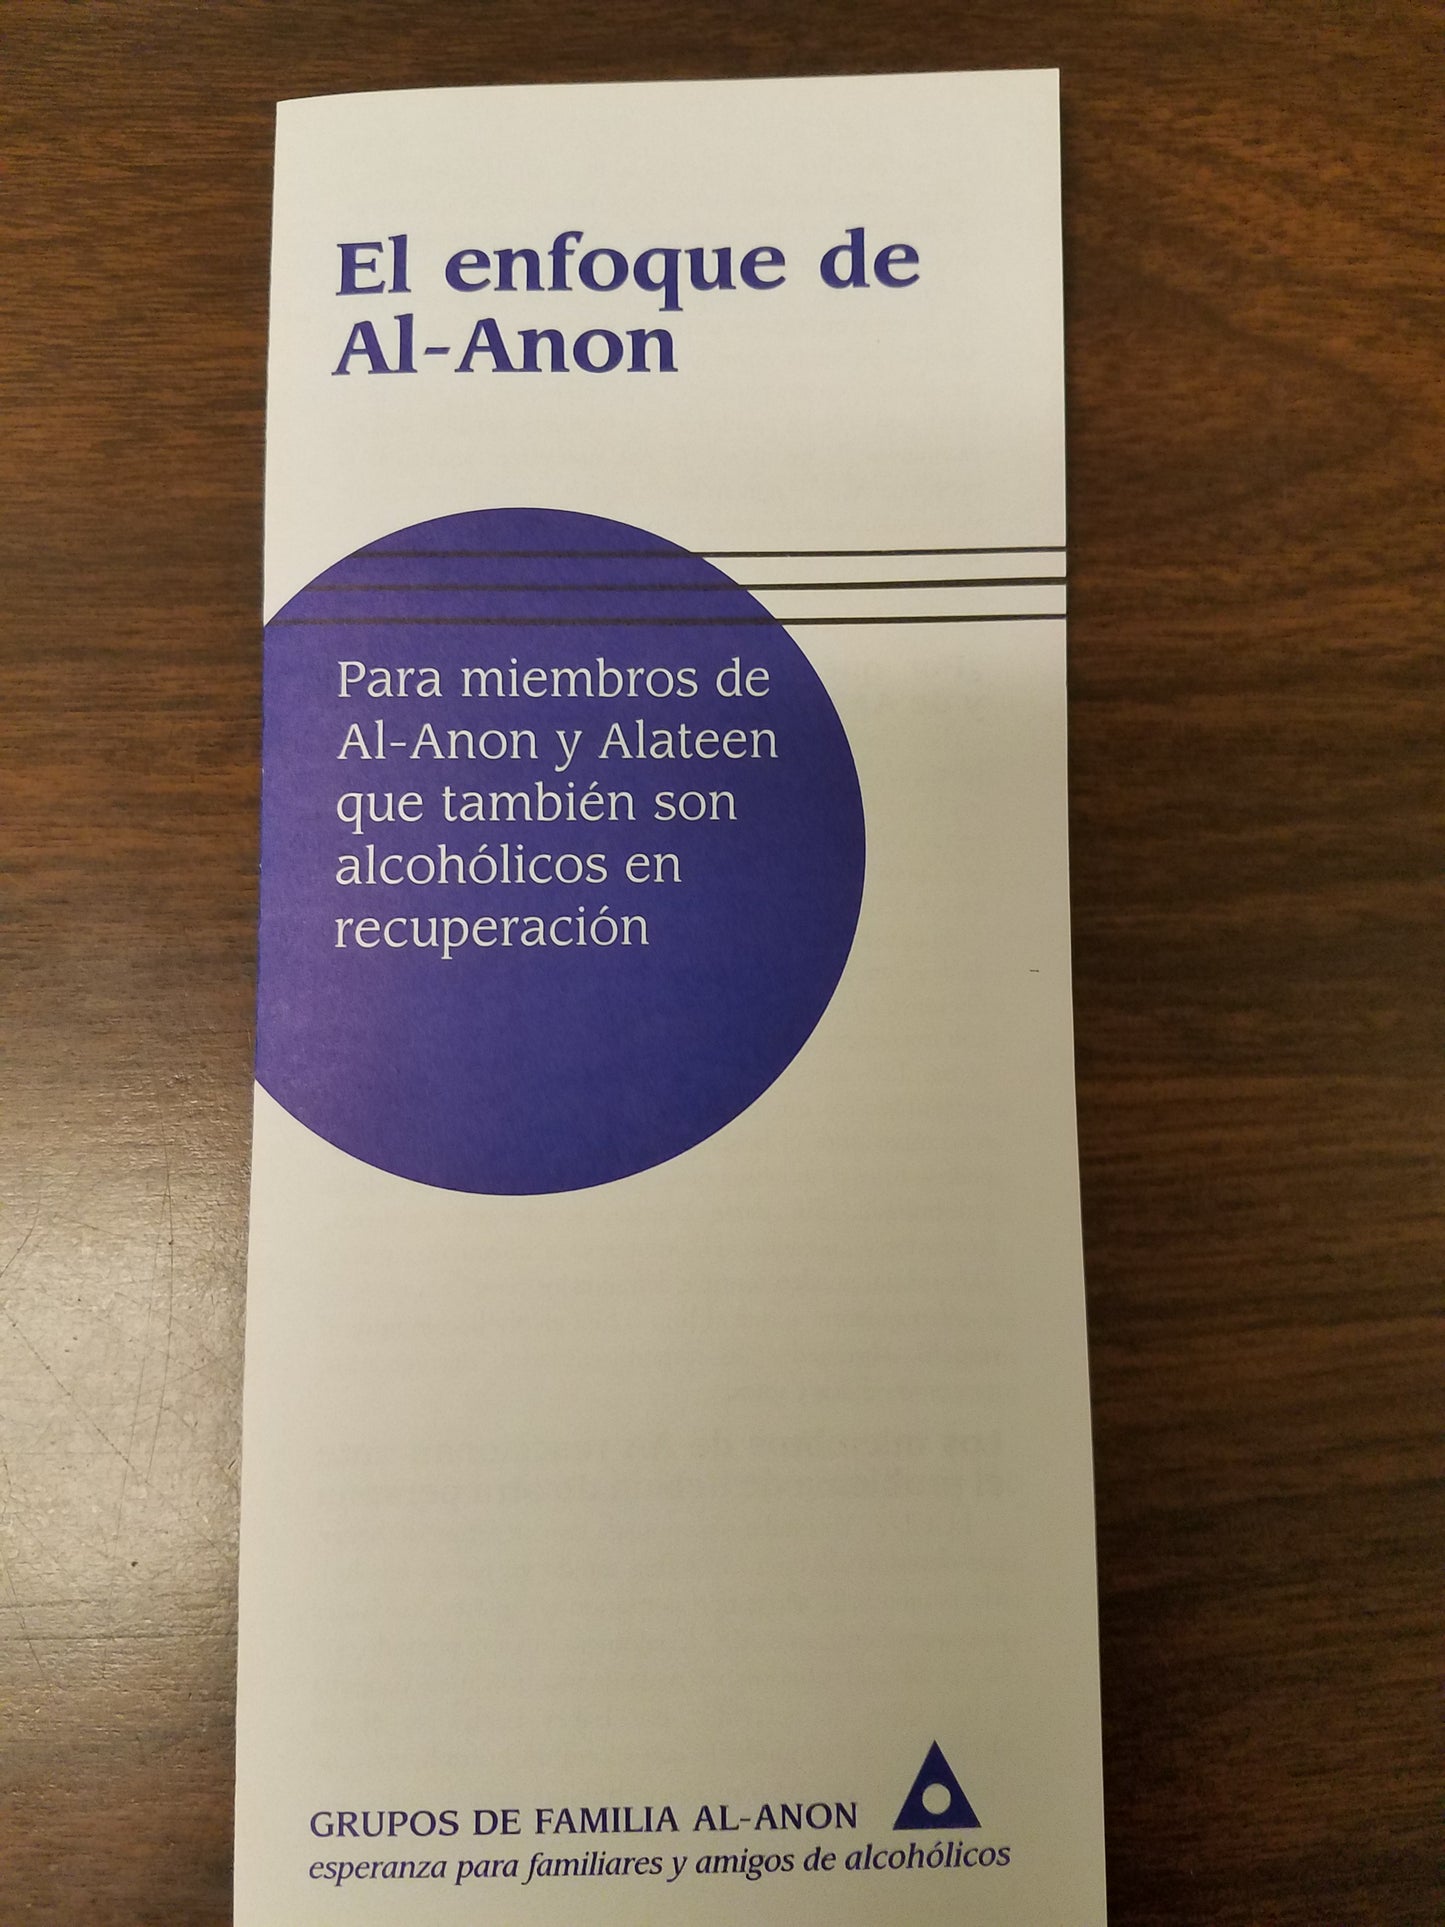 El enfoque de
Al-Anon
Para miembros de
Al-Anon y Alateen
que también son
alcohólicos en
recuperación
GRUPOS DE FAMILIA AL-ANON
esperanza para familiares y amigos de alcohólicos